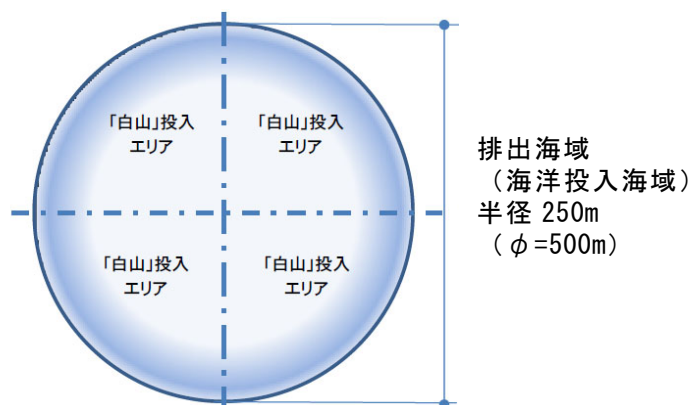 「白山」投入
エリア
「白山」投入
エリア
「白山」投入
エリア
「白山」投入
エリア
排出海域
（海洋投入海域）
半径 250m
（φ=500m）